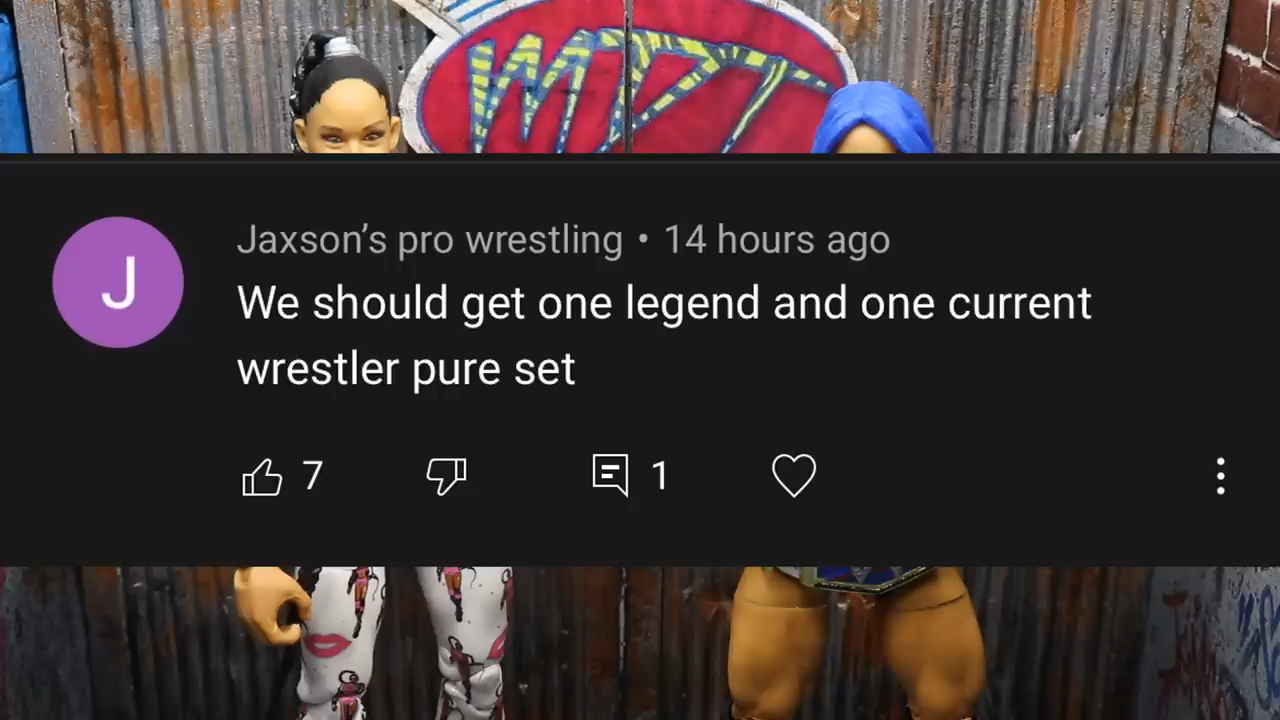 MDT
Jaxson's pro wrestling • 14 hours ago
J
We should get one legend and one current
wrestler pure set
7
1